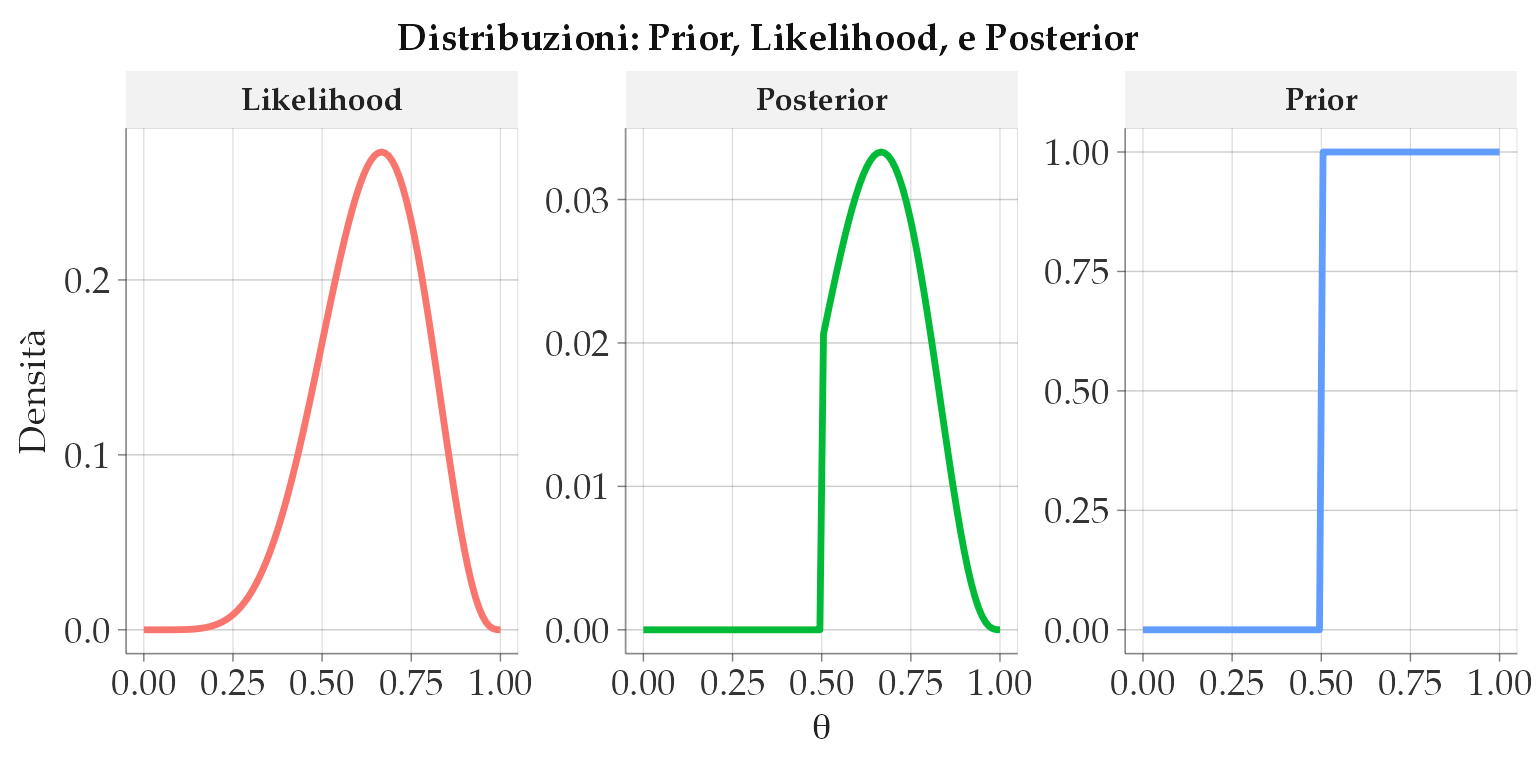 Distribuzioni: Prior, Likelihood, e Posterior
Likelihood
Posterior
Prior
Densità
0.2
0.1
0.0
0.00 0.25 0.50 0.75 1.00
0.03
0.02
0.01
0.00
0.00 0.25 0.50 0.75 1.00
1.00
0.75
0.50
0.25
0.00
0.00 0.25 0.50 0.75 1.00
θ